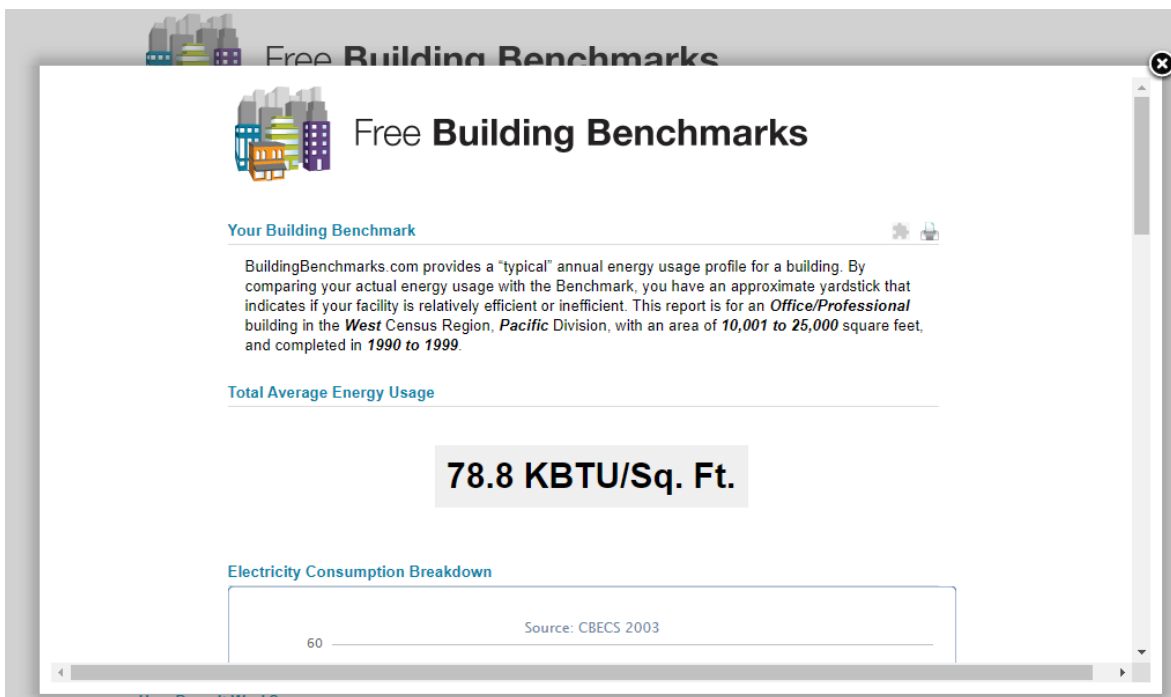 Free Building Benchmarks
Free Building Benchmarks
Your Building Benchmark
BuildingBenchmarks.com provides a “typical” annual energy usage profile for a building. By
comparing your actual energy usage with the Benchmark, you have an approximate yardstick that
indicates if your facility is relatively efficient or inefficient. This report is for an Office/Professional
building in the West Census Region, Pacific Division, with an area of 10,001 to 25,000 square feet,
and completed in 1990 to 1999.
Total Average Energy Usage
78.8 KBTU/Sq. Ft.
Electricity Consumption Breakdown
Source: CBECS 2003
60